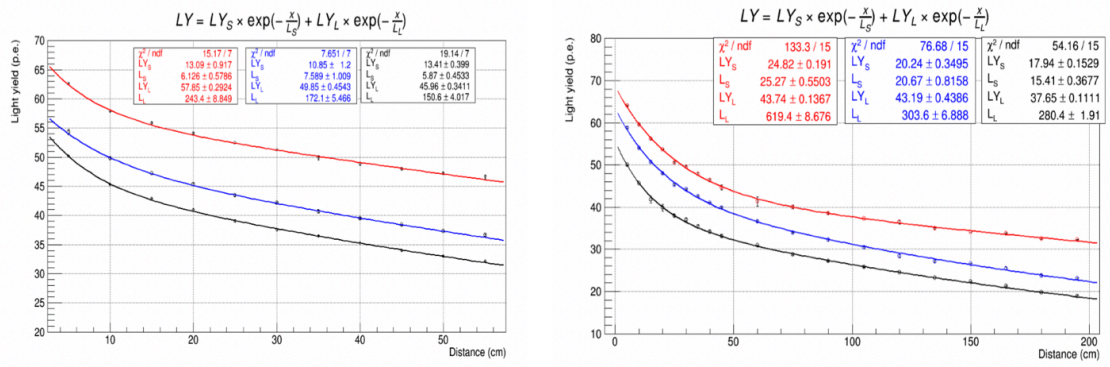 LY = LY_S × exp(-x/L_S) + LY_L × exp(-x/L_L)
Light yield (p.e.)
χ² / ndf 15.17 / 7
LY_S 13.09 ± 0.917
L_S 6.126 ± 0.5786
LY_L 57.85 ± 0.2924
L_L 243.4 ± 8.849
χ² / ndf 7.651 / 7
LY_S 10.85 ± 1.2
L_S 7.589 ± 1.009
LY_L 49.85 ± 0.4543
L_L 172.1 ± 5.466
χ² / ndf 19.14 / 7
LY_S 13.41 ± 0.399
L_S 5.87 ± 0.4533
LY_L 45.96 ± 0.3411
L_L 150.6 ± 4.017
70
65
60
55
50
45
40
35
30
25
20
10 20 30 40 50
Distance (cm)
LY = LY_S × exp(-x/L_S) + LY_L × exp(-x/L_L)
Light yield (p.e.)
χ² / ndf 133.3 / 15
LY_S 24.82 ± 0.191
L_S 25.27 ± 0.5503
LY_L 43.74 ± 0.1367
L_L 619.4 ± 8.676
χ² / ndf 76.68 / 15
LY_S 20.24 ± 0.3495
L_S 20.67 ± 0.8158
LY_L 43.19 ± 0.4386
L_L 303.6 ± 6.888
χ² / ndf 54.16 / 15
LY_S 17.94 ± 0.1529
L_S 15.41 ± 0.3677
LY_L 37.65 ± 0.1111
L_L 280.4 ± 1.91
80
70
60
50
40
30
20
10
0 50 100 150 200
Distance (cm)